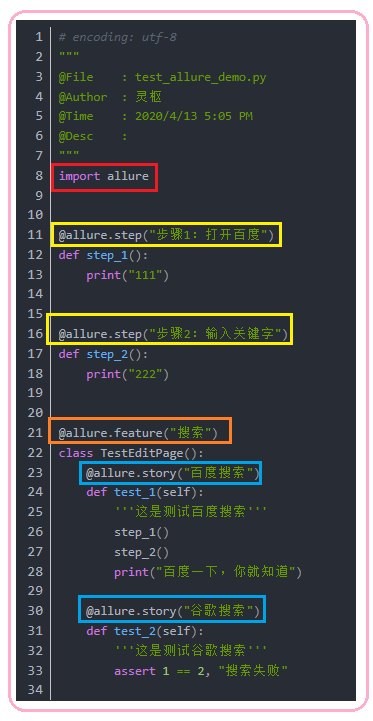 1 # encoding: utf-8
2 """
3 @File    : test_allure_demo.py
4 @Author  : 灵枢
5 @Time    : 2020/4/13 5:05 PM
6 @Desc    :
7 """
8 import allure
9
10
11 @allure.step("步骤1: 打开百度")
12 def step_1():
13     print("111")
14
15
16 @allure.step("步骤2: 输入关键字")
17 def step_2():
18     print("222")
19
20
21 @allure.feature("搜索")
22 class TestEditPage():
23     @allure.story("百度搜索")
24     def test_1(self):
25         '''这是测试百度搜索'''
26         step_1()
27         step_2()
28         print("百度一下，你就知道")
29
30     @allure.story("谷歌搜索")
31     def test_2(self):
32         '''这是测试谷歌搜索'''
33         assert 1 == 2, "搜索失败"
34